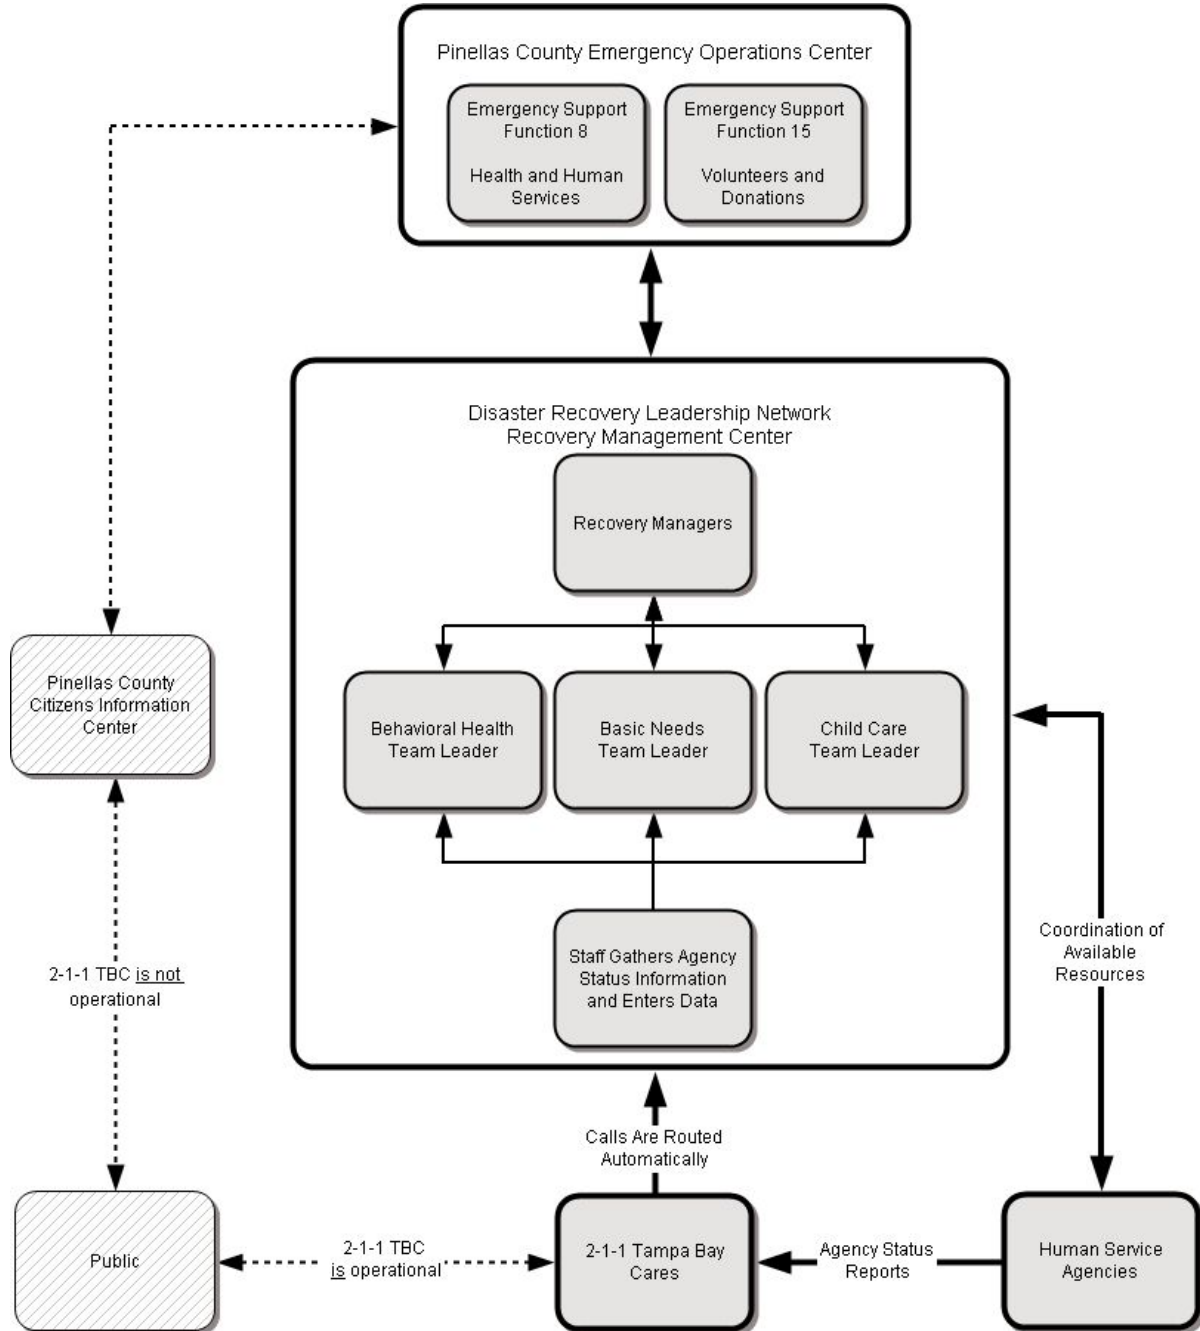 Pinellas County Emergency Operations Center
Emergency Support
Function 8
Health and Human
Services
Emergency Support
Function 15
Volunteers and
Donations
Disaster Recovery Leadership Network
Recovery Management Center
Recovery Managers
Pinellas County
Citizens Information
Center
Behavioral Health
Team Leader
Basic Needs
Team Leader
Child Care
Team Leader
2-1-1 TBC is not
operational
Staff Gathers Agency
Status Information
and Enters Data
Coordination of
Available
Resources
Calls Are Routed
Automatically
Public
2-1-1 TBC
is operational
2-1-1 Tampa Bay
Cares
Agency Status
Reports
Human Service
Agencies